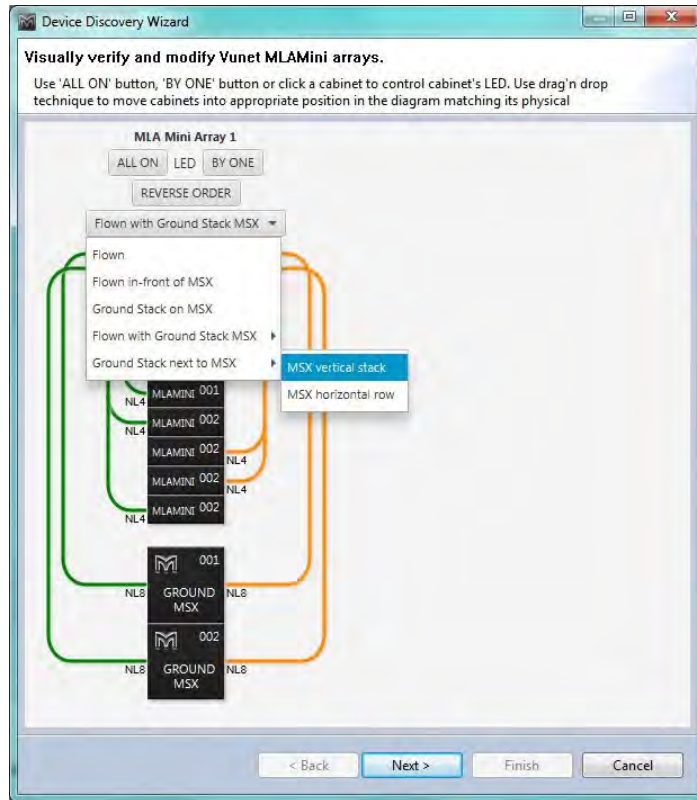 Device Discovery Wizard
Visually verify and modify Vunet MLAMini arrays.
Use 'ALL ON' button, 'BY ONE' button or click a cabinet to control cabinet's LED. Use drag'n drop
technique to move cabinets into appropriate position in the diagram matching its physical
MLA Mini Array 1
ALL ON LED BY ONE
REVERSE ORDER
Flown with Ground Stack MSX
Flown
Flown in-front of MSX
Ground Stack on MSX
Flown with Ground Stack MSX
Ground Stack next to MSX
MSX vertical stack
MSX horizontal row
MLAMINI 001
NL4
MLAMINI 002
NL4
MLAMINI 002
NL4
MLAMINI 002
NL4
MLAMINI 002
NL4
001
NL8 GROUND MSX NL8
002
NL8 GROUND MSX NL8
< Back Next > Finish Cancel